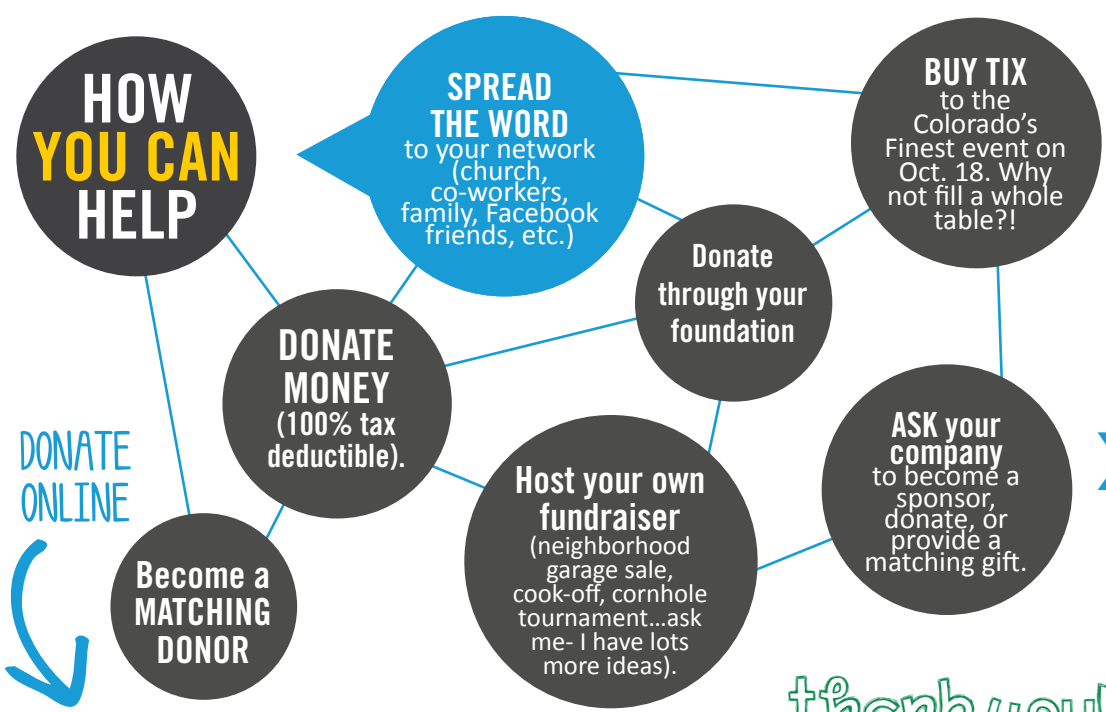 HOW
YOU CAN
HELP
SPREAD
THE WORD
to your network
(church,
co-workers,
family, Facebook
friends, etc.)
BUY TIX
to the
Colorado’s
Finest event on
Oct. 18. Why
not fill a whole
table?!
Donate
through your
foundation
DONATE
MONEY
(100% tax
deductible).
ASK your
company
to become a
sponsor,
donate, or
provide a
matching gift.
Host your own
fundraiser
(neighborhood
garage sale,
cook-off, cornhole
tournament...ask
me- I have lots
more ideas).
DONATE
ONLINE
Become a
MATCHING
DONOR
thank you!